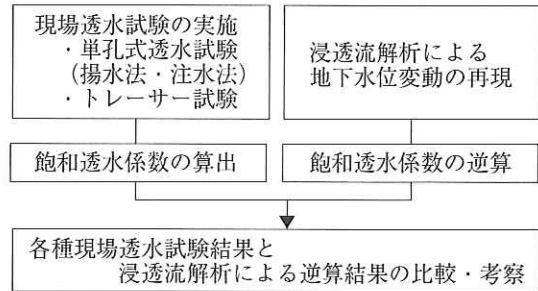 現場透水試験の実施
・単孔式透水試験
(揚水法・注水法)
・トレーサー試験
浸透流解析による
地下水位変動の再現
飽和透水係数の算出
飽和透水係数の逆算
各種現場透水試験結果と
浸透流解析による逆算結果の比較・考察